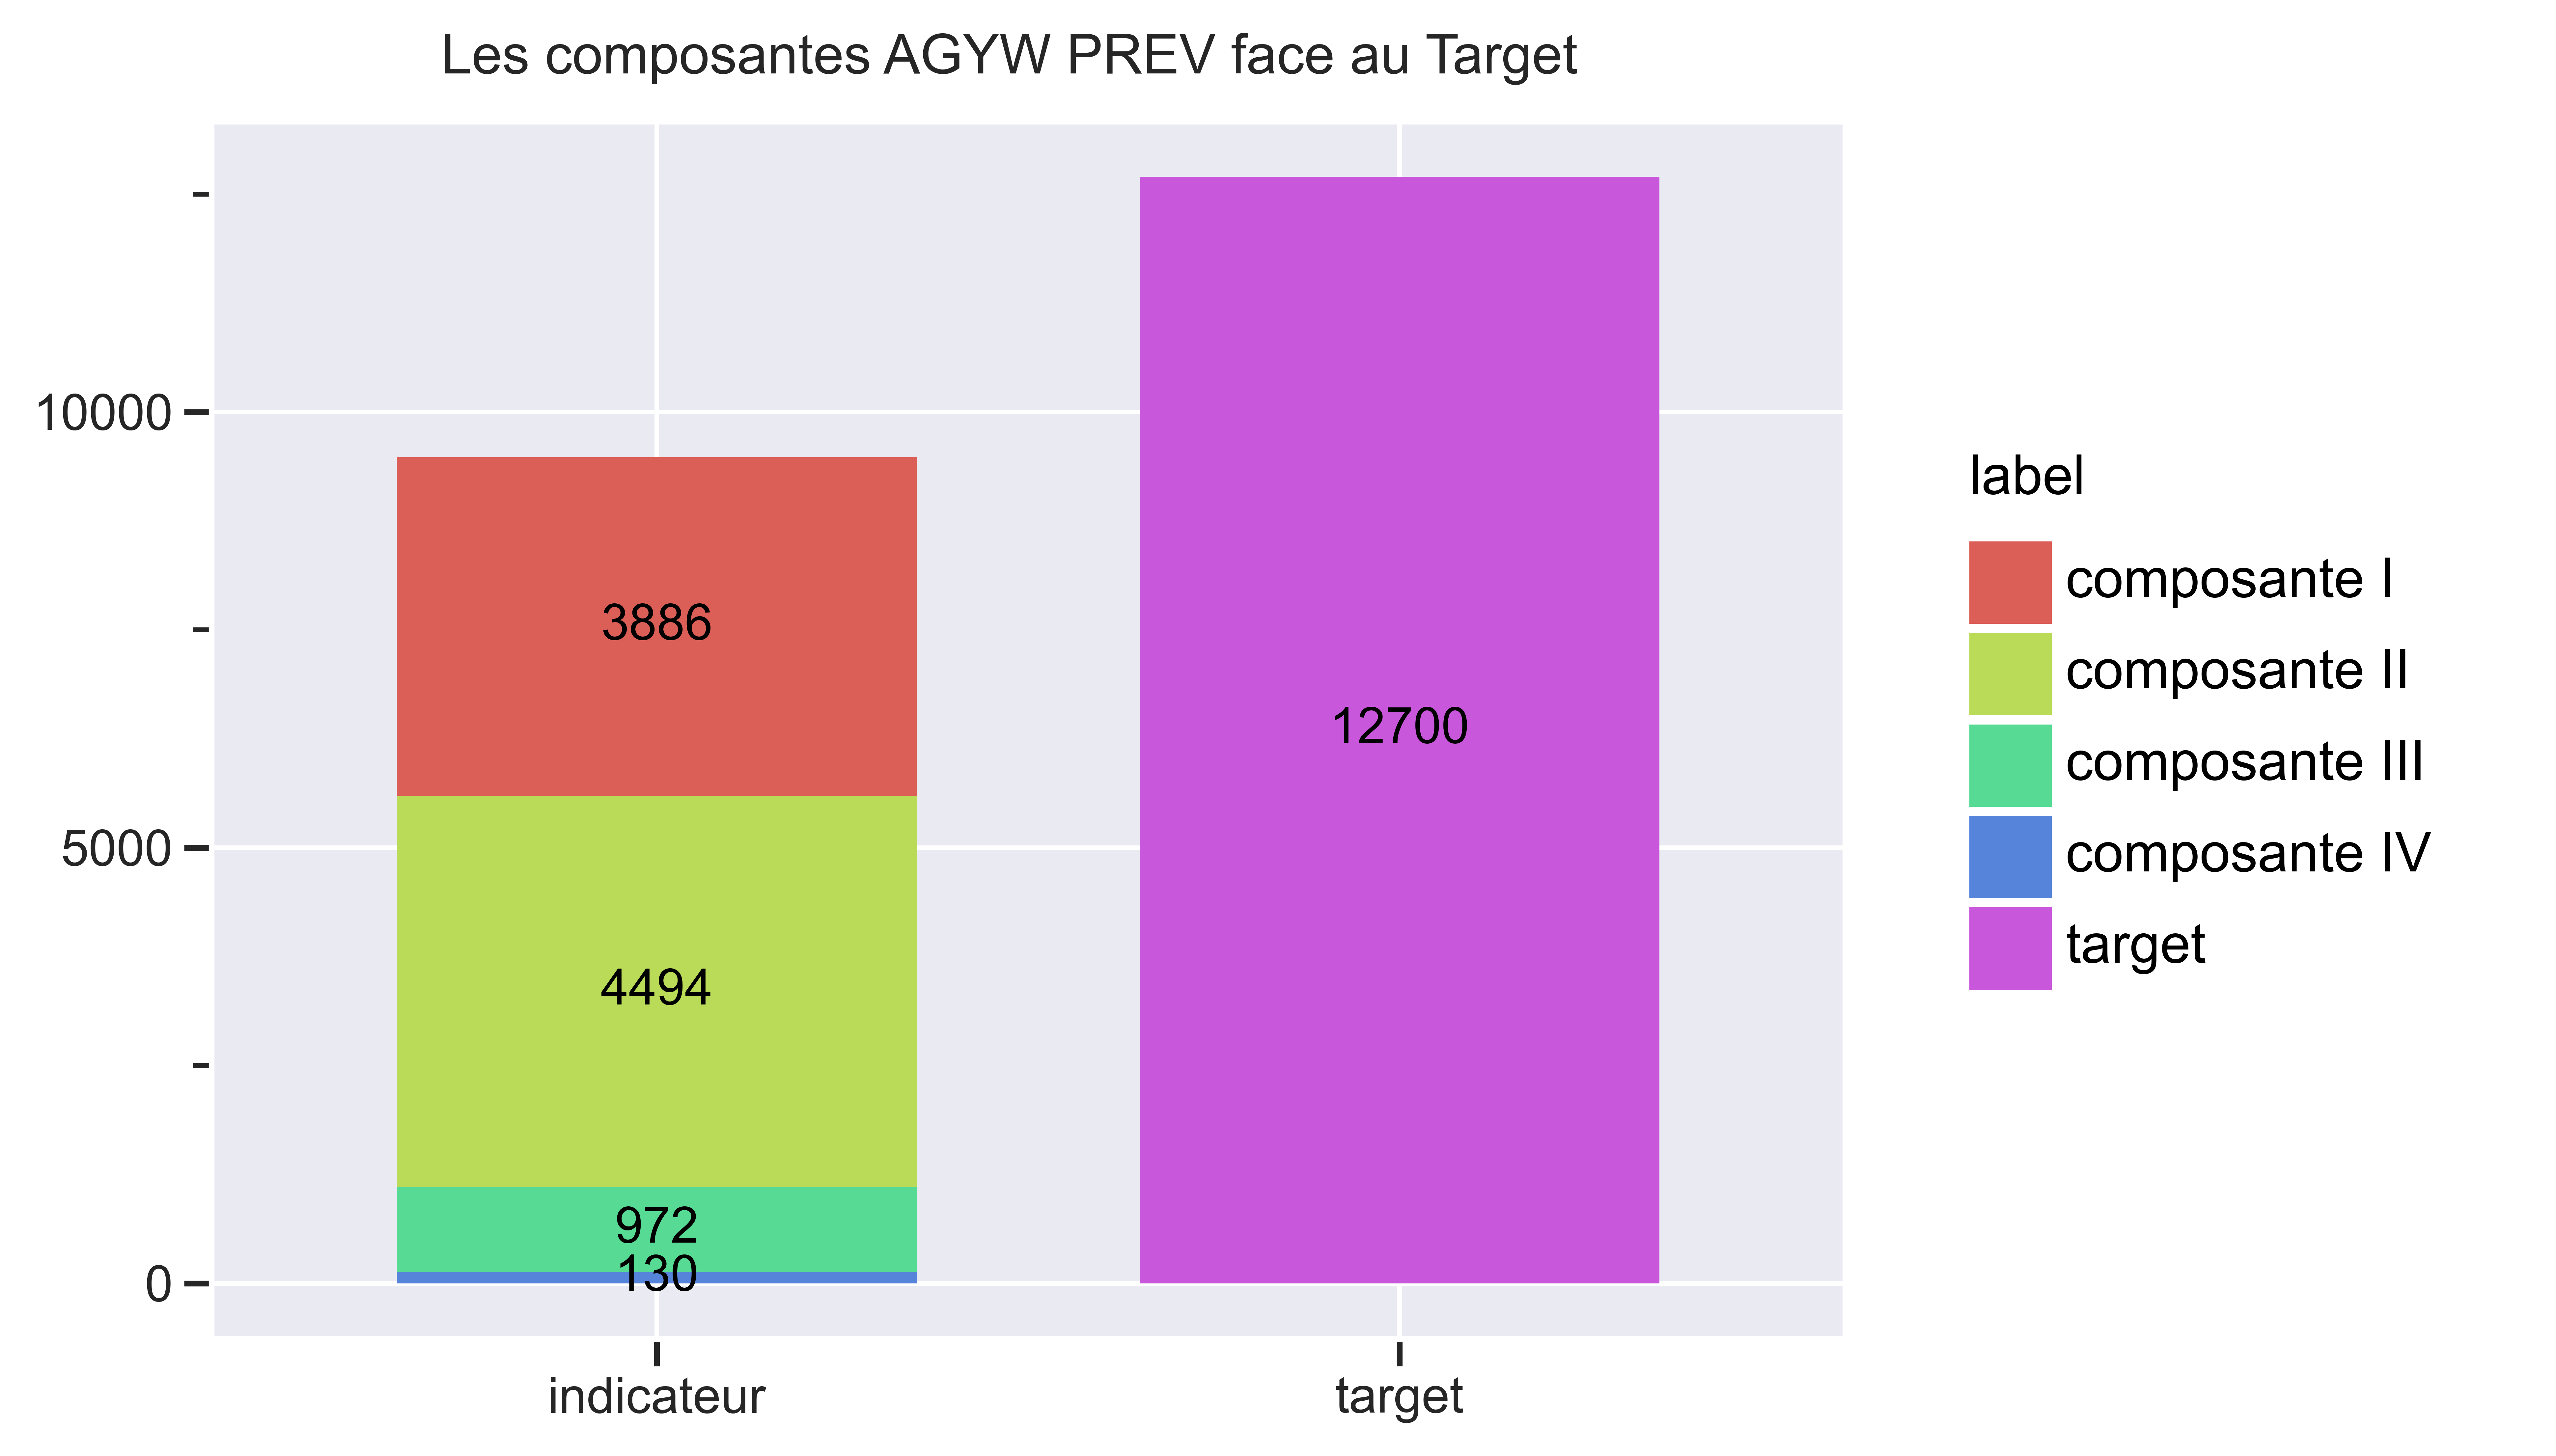 Les composantes AGYW PREV face au Target
10000
5000
0
3886
4494
972
130
12700
indicateur
target
label
composante I
composante II
composante III
composante IV
target